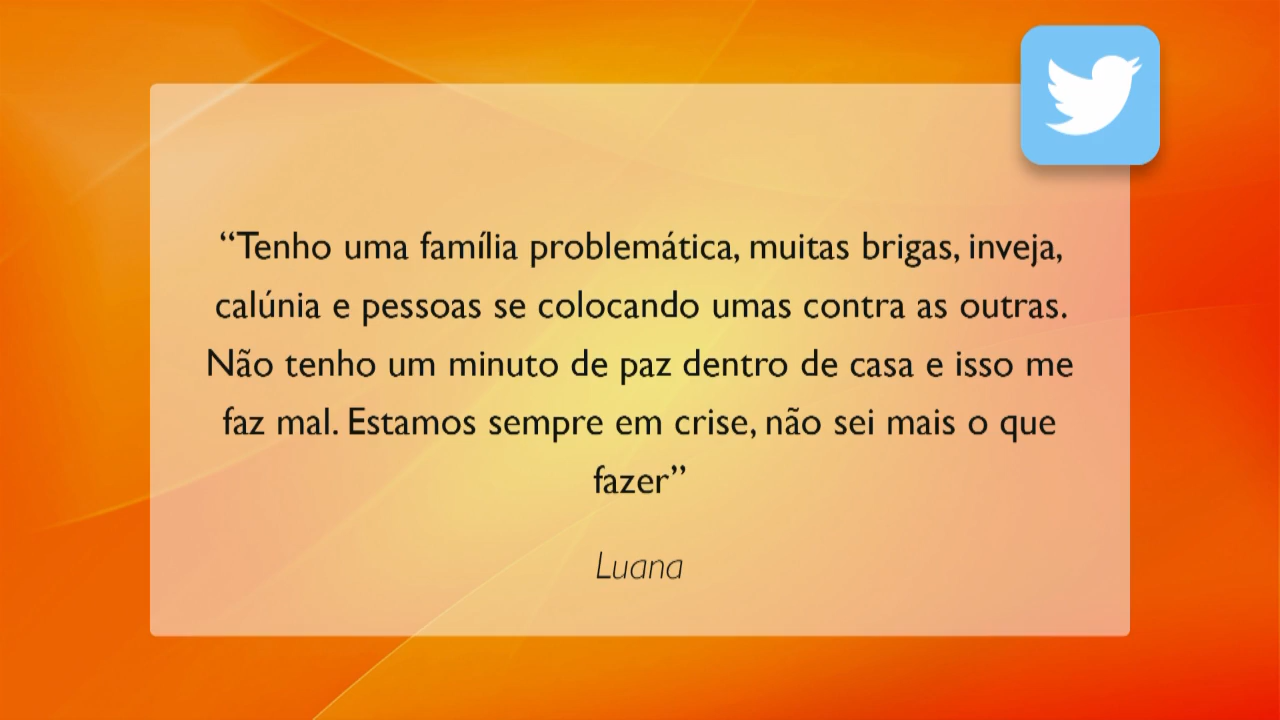 “Tenho uma família problemática, muitas brigas, inveja,
calúnia e pessoas se colocando umas contra as outras.
Não tenho um minuto de paz dentro de casa e isso me
faz mal. Estamos sempre em crise, não sei mais o que
fazer”
Luana